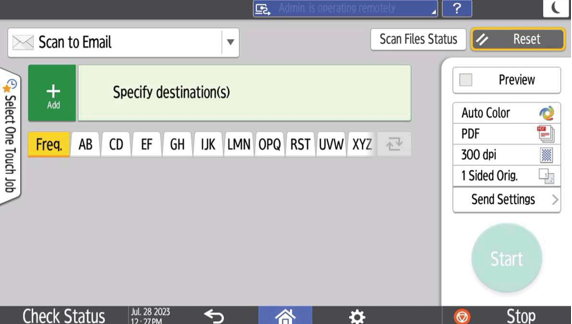 Admin. is operating remotely
?
Scan to Email
Scan Files Status
Reset
Select One Touch Job
+
Add
Specify destination(s)
Preview
Freq.
AB
CD
EF
GH
IJK
LMN
OPQ
RST
UVW
XYZ
Auto Color
PDF
300 dpi
1 Sided Orig.
Send Settings
Start
Check Status
Jul. 28 2023
12:27PM
Stop